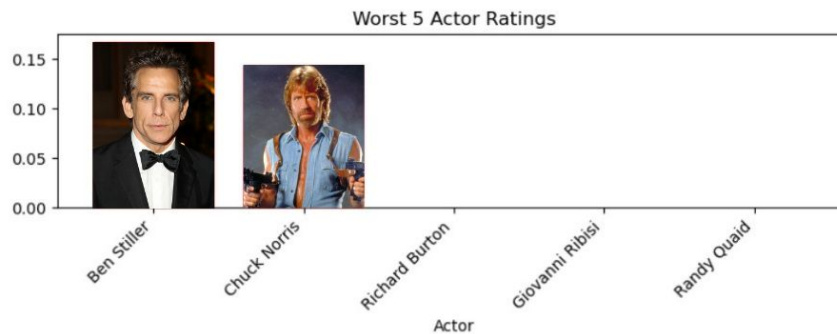 Worst 5 Actor Ratings
0.15
0.10
0.05
0.00
Ben Stiller
Chuck Norris
Richard Burton
Giovanni Ribisi
Randy Quaid
Actor